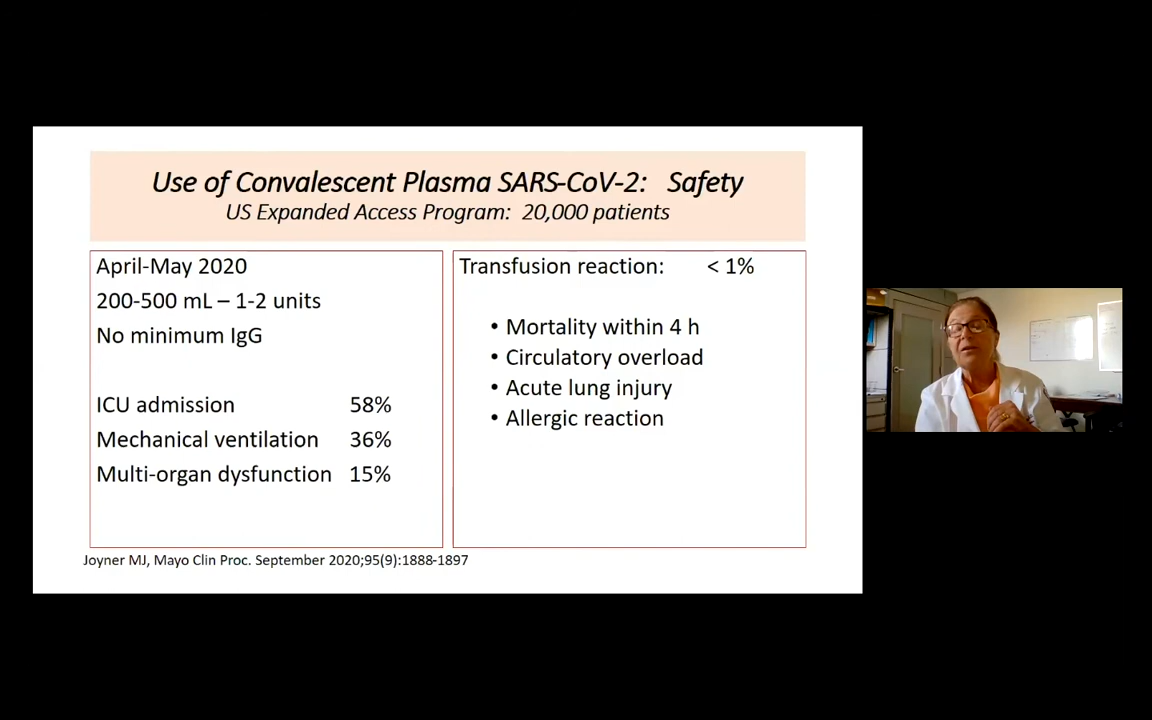 Use of Convalescent Plasma SARS-CoV-2: Safety
US Expanded Access Program: 20,000 patients
April-May 2020
200-500 mL – 1-2 units
No minimum IgG
ICU admission 58%
Mechanical ventilation 36%
Multi-organ dysfunction 15%
Transfusion reaction: < 1%
• Mortality within 4 h
• Circulatory overload
• Acute lung injury
• Allergic reaction
Joyner MJ, Mayo Clin Proc. September 2020;95(9):1888-1897